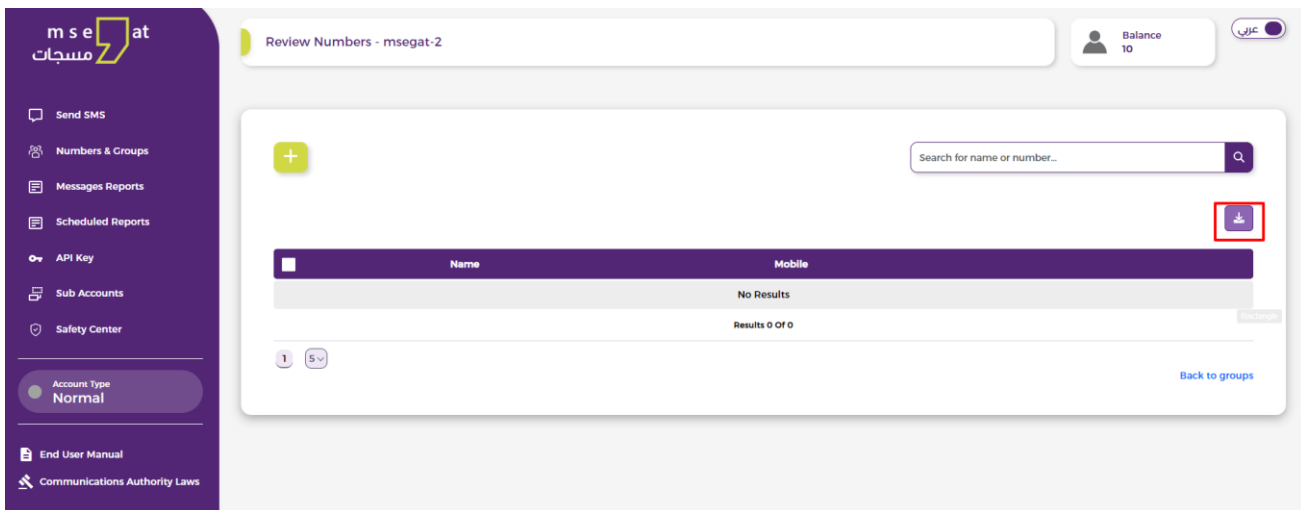 m s e at
مسجات
Send SMS
Numbers & Groups
Messages Reports
Scheduled Reports
API Key
Sub Accounts
Safety Center
Account Type
Normal
End User Manual
Communications Authority Laws
Review Numbers - msegat-2
Balance
10
عربي
+
Search for name or number...
Name Mobile
No Results
Results 0 Of 0
Rectangle
1 5
Back to groups